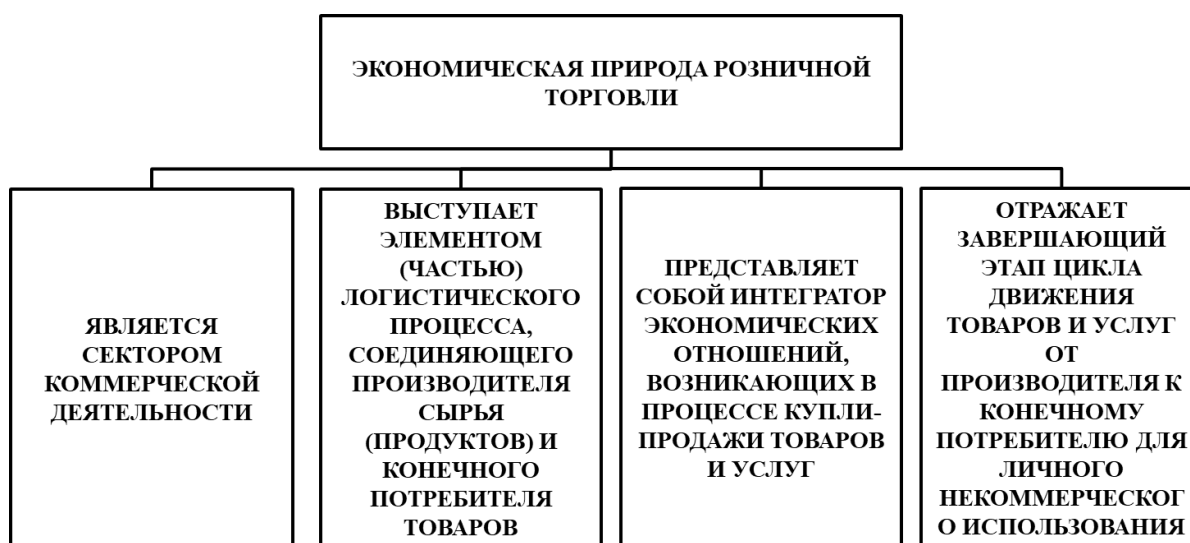 ЭКОНОМИЧЕСКАЯ ПРИРОДА РОЗНИЧНОЙ
ТОРГОВЛИ
ЯВЛЯЕТСЯ
СЕКТОРОМ
КОММЕРЧЕСКОЙ
ДЕЯТЕЛЬНОСТИ
ВЫСТУПАЕТ
ЭЛЕМЕНТОМ
(ЧАСТЬЮ)
ЛОГИСТИЧЕСКОГО
ПРОЦЕССА,
СОЕДИНЯЮЩЕГО
ПРОИЗВОДИТЕЛЯ
СЫРЬЯ
(ПРОДУКТОВ) И
КОНЕЧНОГО
ПОТРЕБИТЕЛЯ
ТОВАРОВ
ПРЕДСТАВЛЯЕТ
СОБОЙ ИНТЕГРАТОР
ЭКОНОМИЧЕСКИХ
ОТНОШЕНИЙ,
ВОЗНИКАЮЩИХ В
ПРОЦЕССЕ КУПЛИ-
ПРОДАЖИ ТОВАРОВ
И УСЛУГ
ОТРАЖАЕТ
ЗАВЕРШАЮЩИЙ
ЭТАП ЦИКЛА
ДВИЖЕНИЯ
ТОВАРОВ И УСЛУГ
ОТ
ПРОИЗВОДИТЕЛЯ К
КОНЕЧНОМУ
ПОТРЕБИТЕЛЮ ДЛЯ
ЛИЧНОГО
НЕКОММЕРЧЕСКОГ
О ИСПОЛЬЗОВАНИЯ